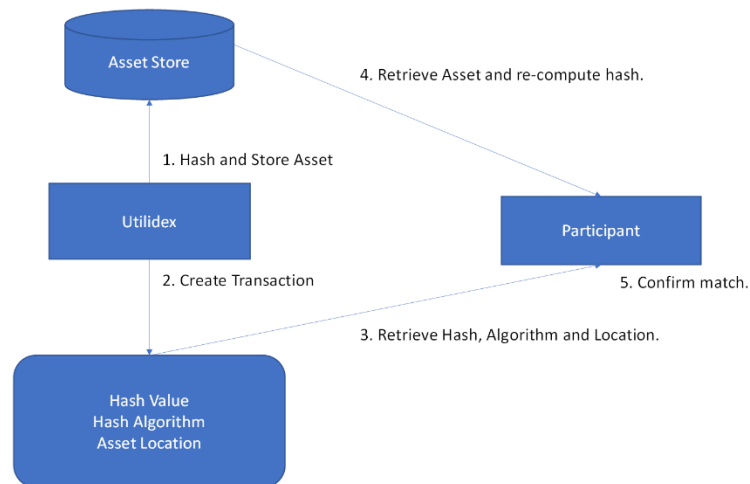 Asset Store
4. Retrieve Asset and re-compute hash.
1. Hash and Store Asset
Utilidex
Participant
2. Create Transaction
5. Confirm match.
3. Retrieve Hash, Algorithm and Location.
Hash Value
Hash Algorithm
Asset Location